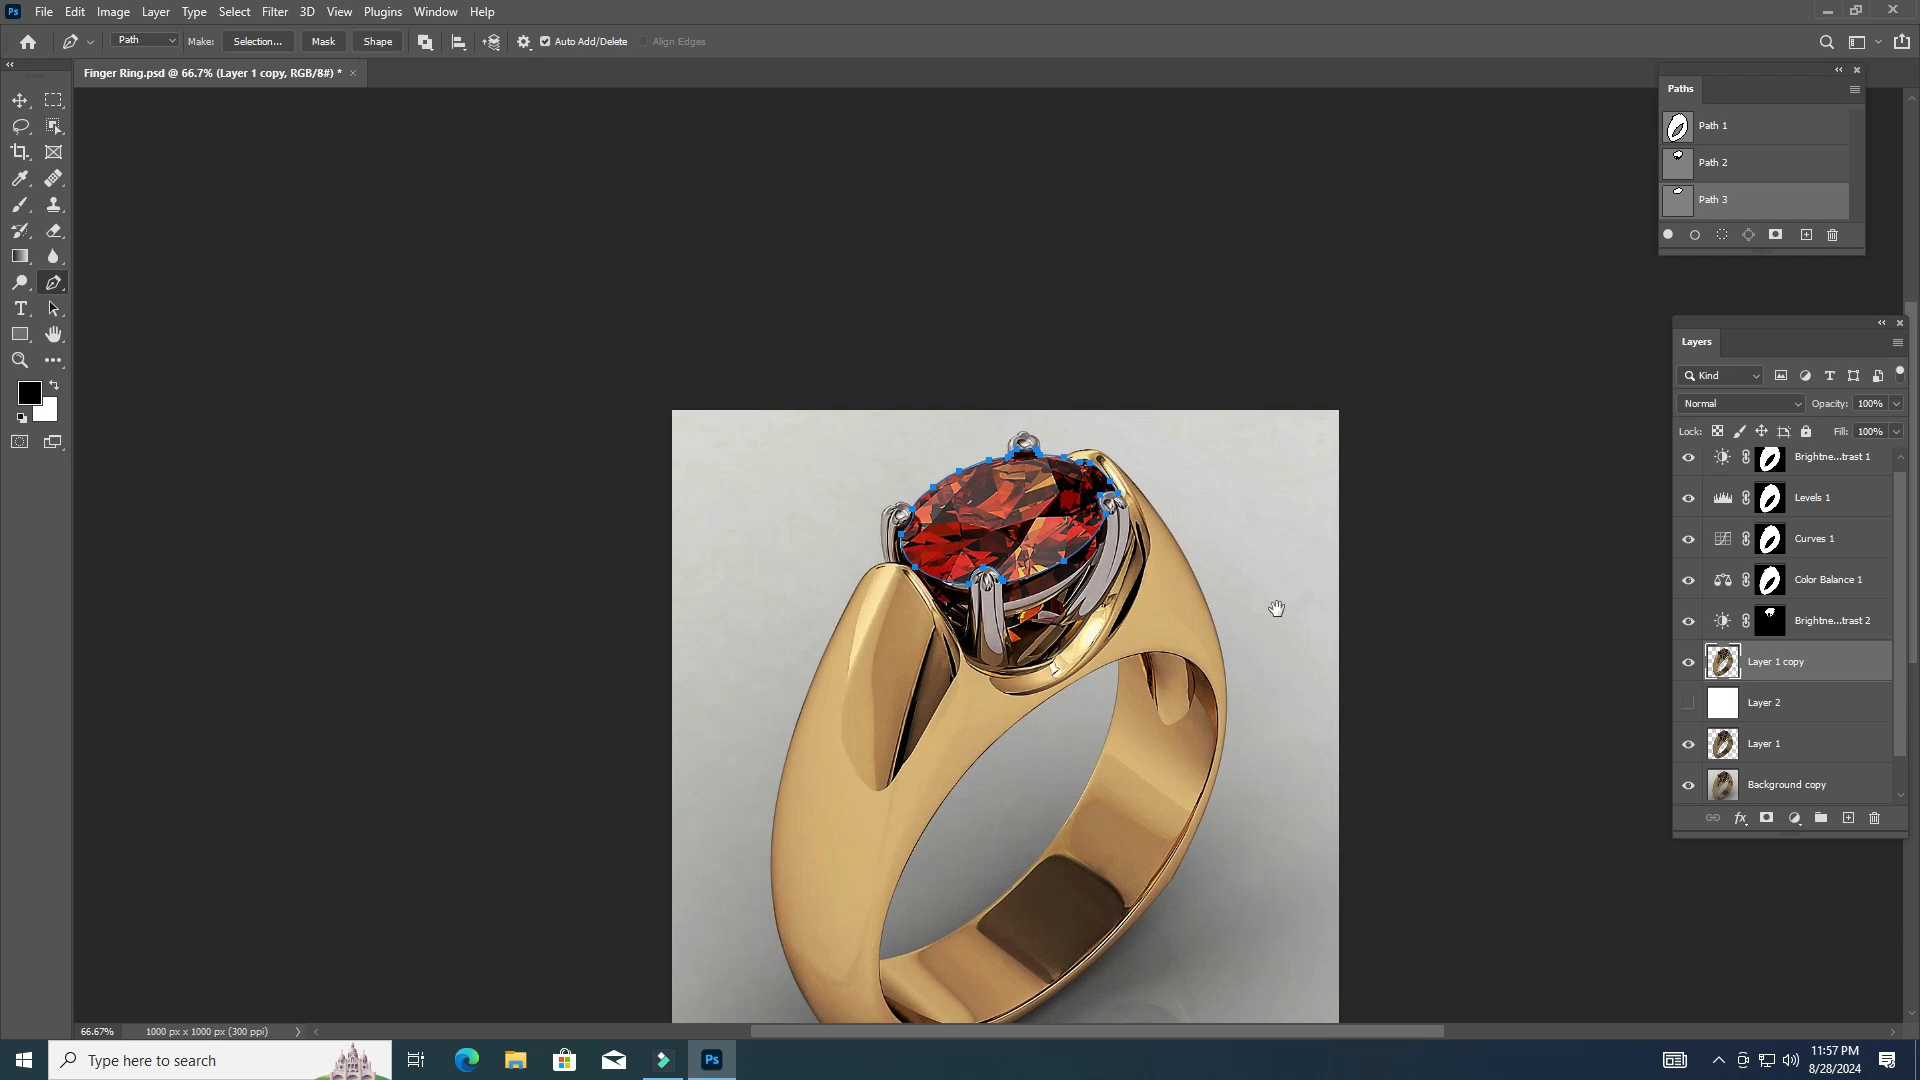 Ps File Edit Image Layer Type Select Filter 3D View Plugins Window Help
Path Make: Selection... Mask Shape Auto Add/Delete Align Edges
Finger Ring.psd @ 66.7% (Layer 1 copy, RGB/8#) *
Paths
Path 1
Path 2
Path 3
Layers
Kind
Normal Opacity: 100%
Lock: Fill: 100%
Brightne...trast 1
Levels 1
Curves 1
Color Balance 1
Brightne...trast 2
Layer 1 copy
Layer 2
Layer 1
Background copy
66.67% 1000 px x 1000 px (300 ppi)
Type here to search
Ps
11:57 PM
8/28/2024